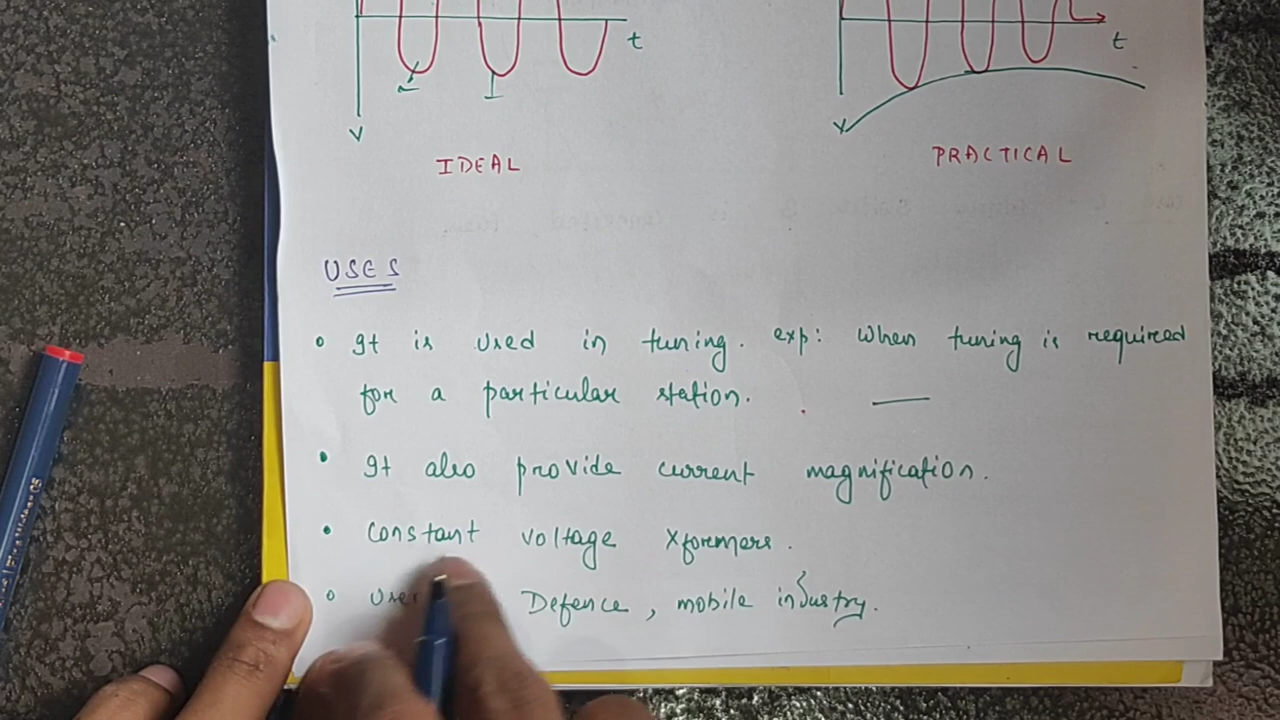 t
t
V
V
IDEAL
PRACTICAL
USES
It is used in tuning. exp: When tuning is required
for a particular station.
It also provide current magnification.
Constant voltage xformers.
Defence, mobile industry.